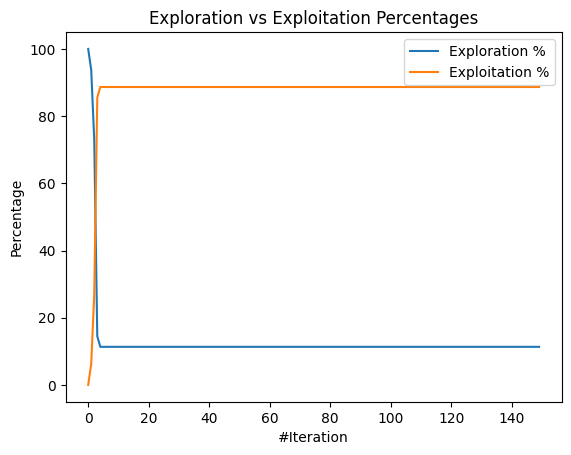 Exploration vs Exploitation Percentages
Exploration %
Exploitation %
Percentage
100
80
60
40
20
0
0 20 40 60 80 100 120 140
#Iteration